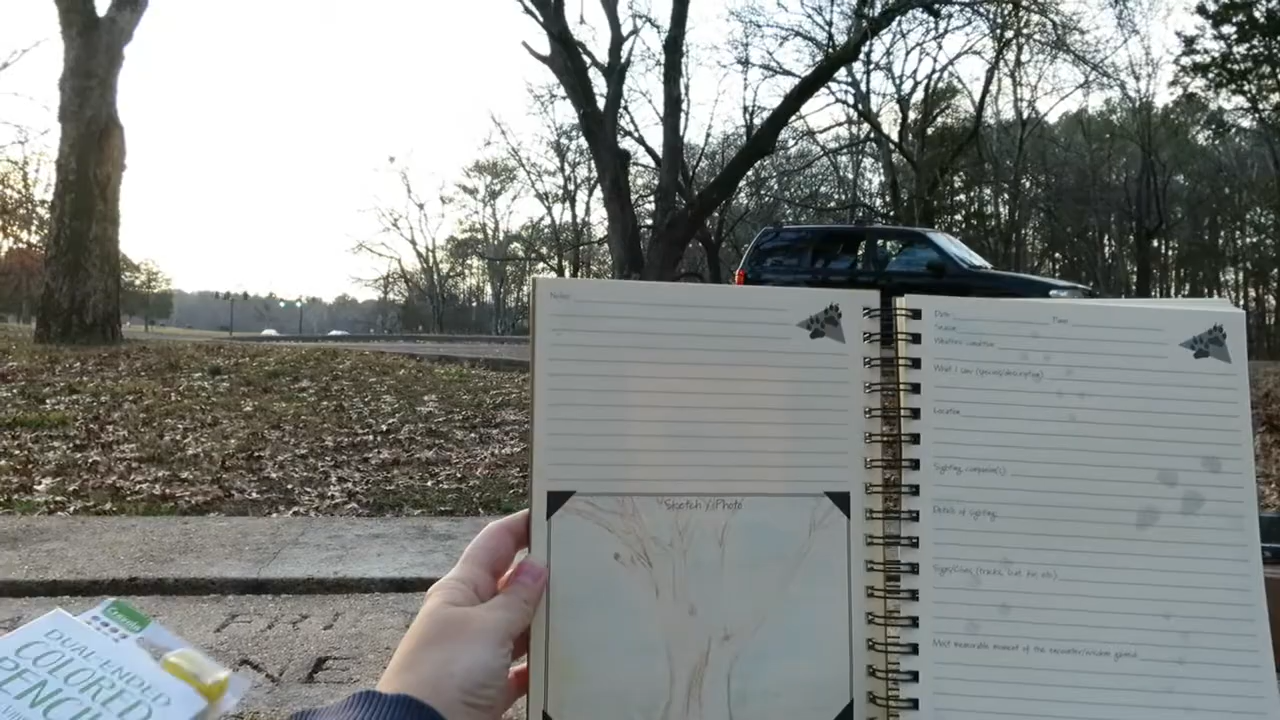 Notes:
Sketch / Photo
Date: Time:
Season:
Weather condition:
What I saw (species/description):
Location:
Sighting companion(s):
Details of sighting:
Signs/Clues (tracks, scat, fur, etc):
Most memorable moment of the encounter/wisdom gained:
Crayola
DUAL-ENDED
COLORED
PENCI